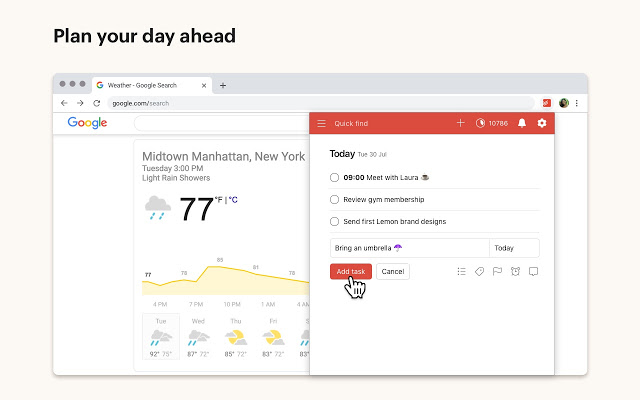 Plan your day ahead
Weather - Google Search
google.com/search
Google
Midtown Manhattan, New York
Tuesday 3:00 PM
Light Rain Showers
77 °F | °C
77 78 85 81 78
4 PM 7 PM 10 PM 1 AM 4 A
Tue Wed Thu Fri S
92° 75° 87° 72° 85° 72° 83° 72° 83°
Quick find
10786
Today Tue 30 Jul
09:00 Meet with Laura ☕
Review gym membership
Send first Lemon brand designs
Bring an umbrella ☂️ Today
Add task Cancel